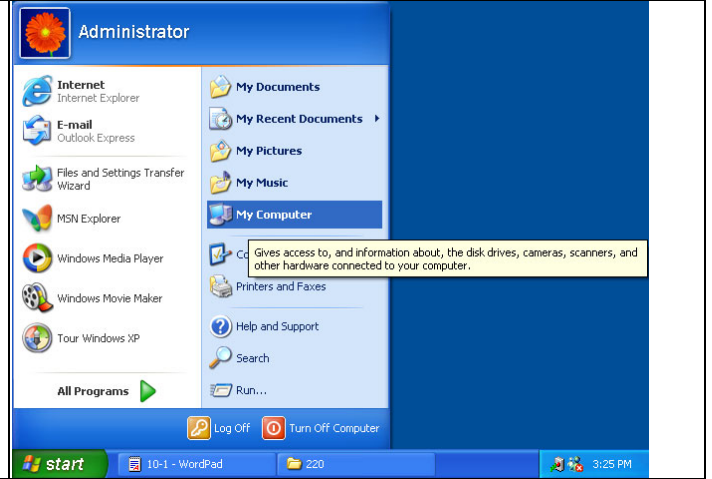 Administrator
Internet
Internet Explorer
E-mail
Outlook Express
Files and Settings Transfer
Wizard
MSN Explorer
Windows Media Player
Windows Movie Maker
Tour Windows XP
All Programs
My Documents
My Recent Documents
My Pictures
My Music
My Computer
Co
Gives access to, and information about, the disk drives, cameras, scanners, and
other hardware connected to your computer.
Printers and Faxes
Help and Support
Search
Run...
Log Off
Turn Off Computer
start
10-1 - WordPad
220
3:25 PM